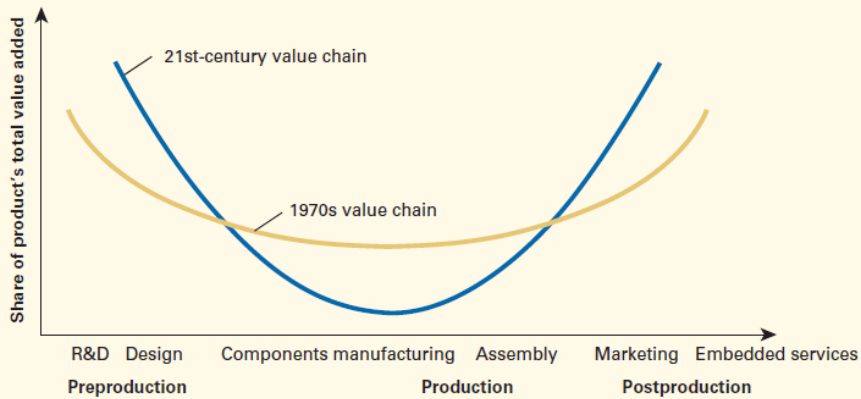 Share of product's total value added
21st-century value chain
1970s value chain
R&D Design Components manufacturing Assembly Marketing Embedded services
Preproduction Production Postproduction